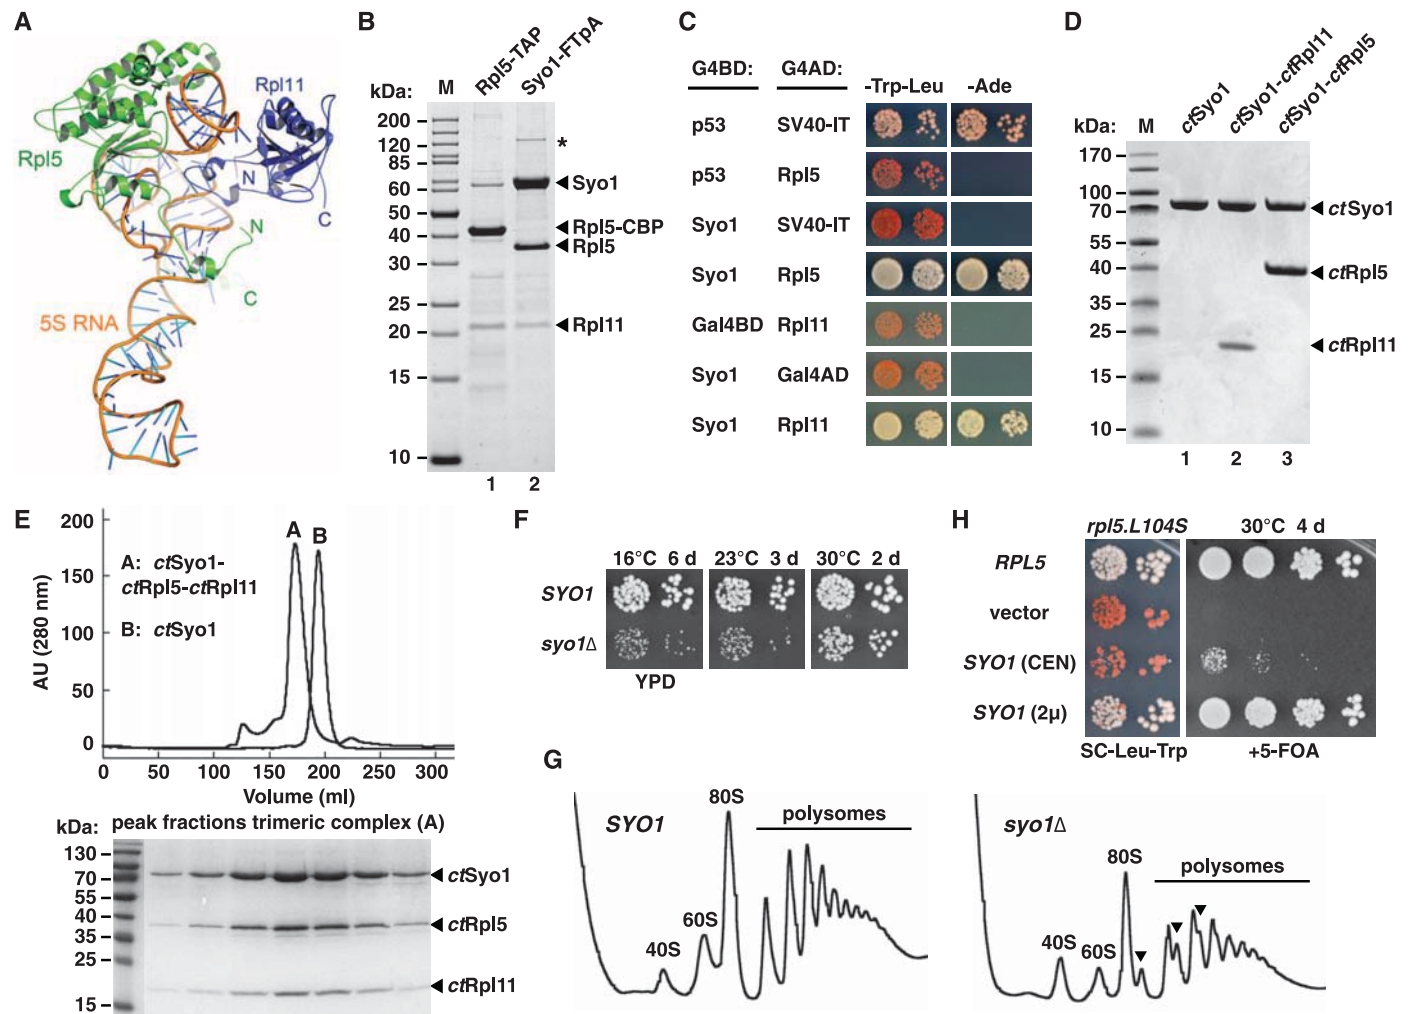 A
Rpl5
Rpl11
N
C
N
C
5S RNA
B
Rpl5-TAP
Syo1-FTpA
kDa:
M
200
120
85
60
50
40
30
25
20
15
10
*
Syo1
Rpl5-CBP
Rpl5
Rpl11
1 2
C
G4BD: G4AD: -Trp-Leu -Ade
p53 SV40-IT
p53 Rpl5
Syo1 SV40-IT
Syo1 Rpl5
Gal4BD Rpl11
Syo1 Gal4AD
Syo1 Rpl11
D
ctSyo1
ctSyo1-ctRpl11
ctSyo1-ctRpl5
kDa:
M
170
100
70
55
40
35
25
15
10
ctSyo1
ctRpl5
ctRpl11
1 2 3
E
AU (280 nm)
200
150
100
50
0
A B
A: ctSyo1-
ctRpl5-ctRpl11
B: ctSyo1
0 50 100 150 200 250 300
Volume (ml)
kDa: peak fractions trimeric complex (A)
130
70
55
40
35
25
15
ctSyo1
ctRpl5
ctRpl11
F
16°C 6 d 23°C 3 d 30°C 2 d
SYO1
syo1Δ
YPD
G
SYO1
40S
60S
80S
polysomes
syo1Δ
40S
60S
80S
polysomes
H
rpl5.L104S 30°C 4 d
RPL5
vector
SYO1 (CEN)
SYO1 (2µ)
SC-Leu-Trp +5-FOA